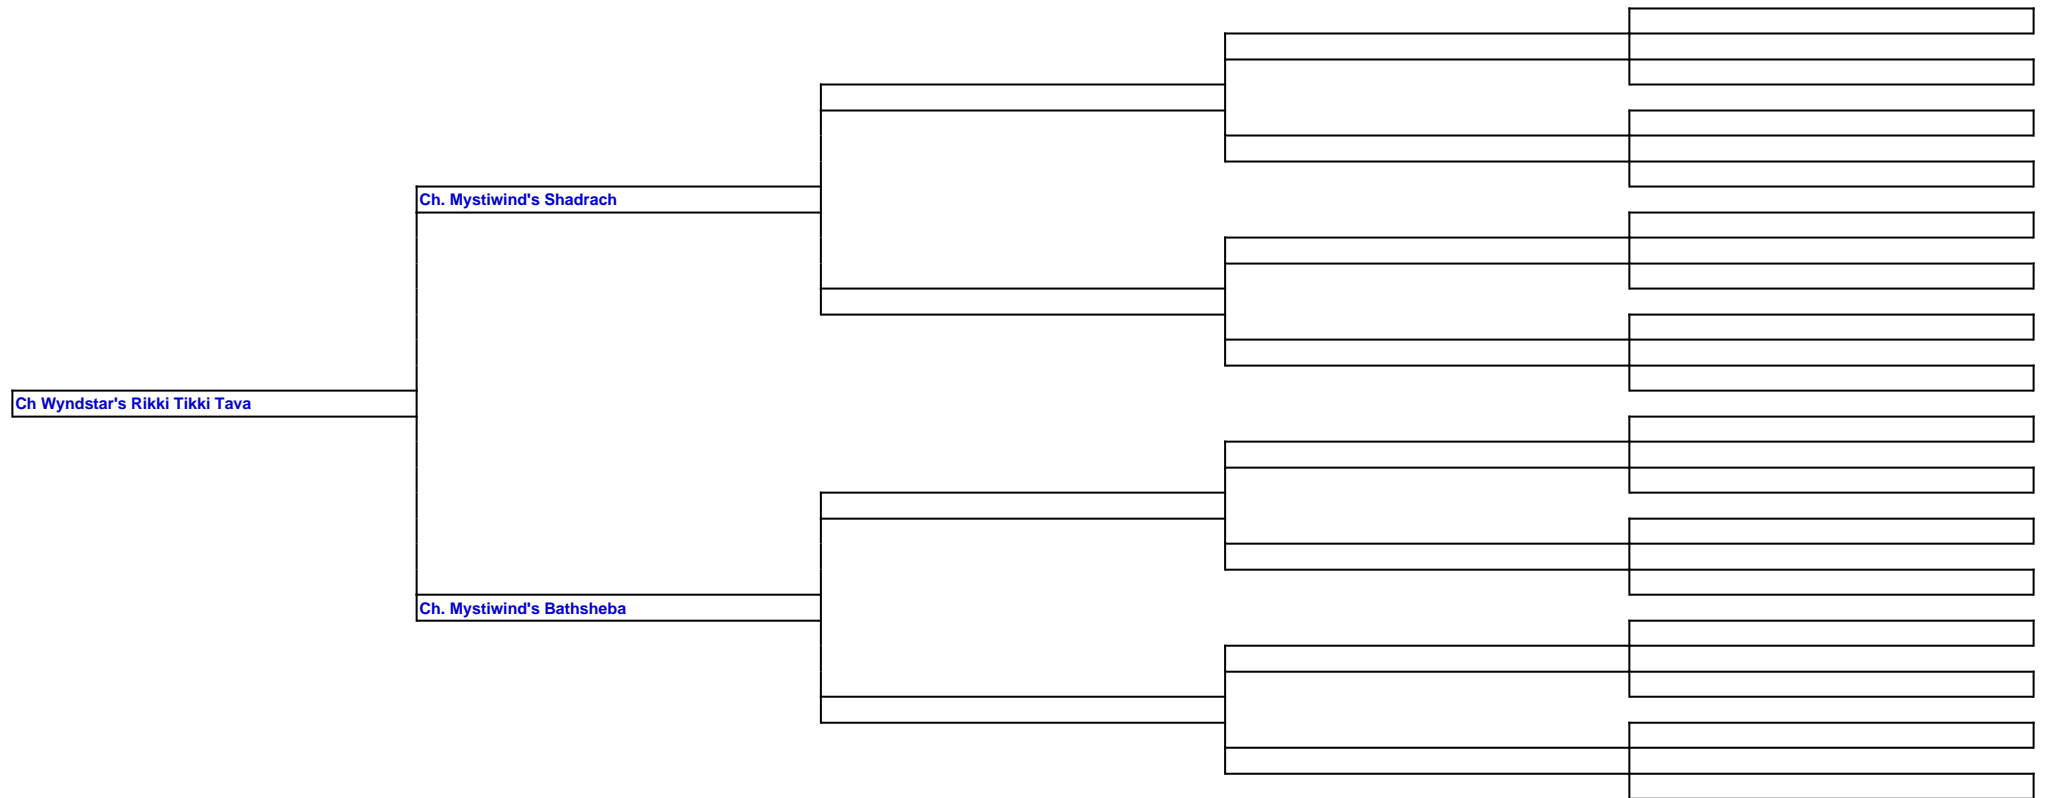 Ch. Mystiwind's Shadrach
Ch Wyndstar's Rikki Tikki Tava
Ch. Mystiwind's Bathsheba